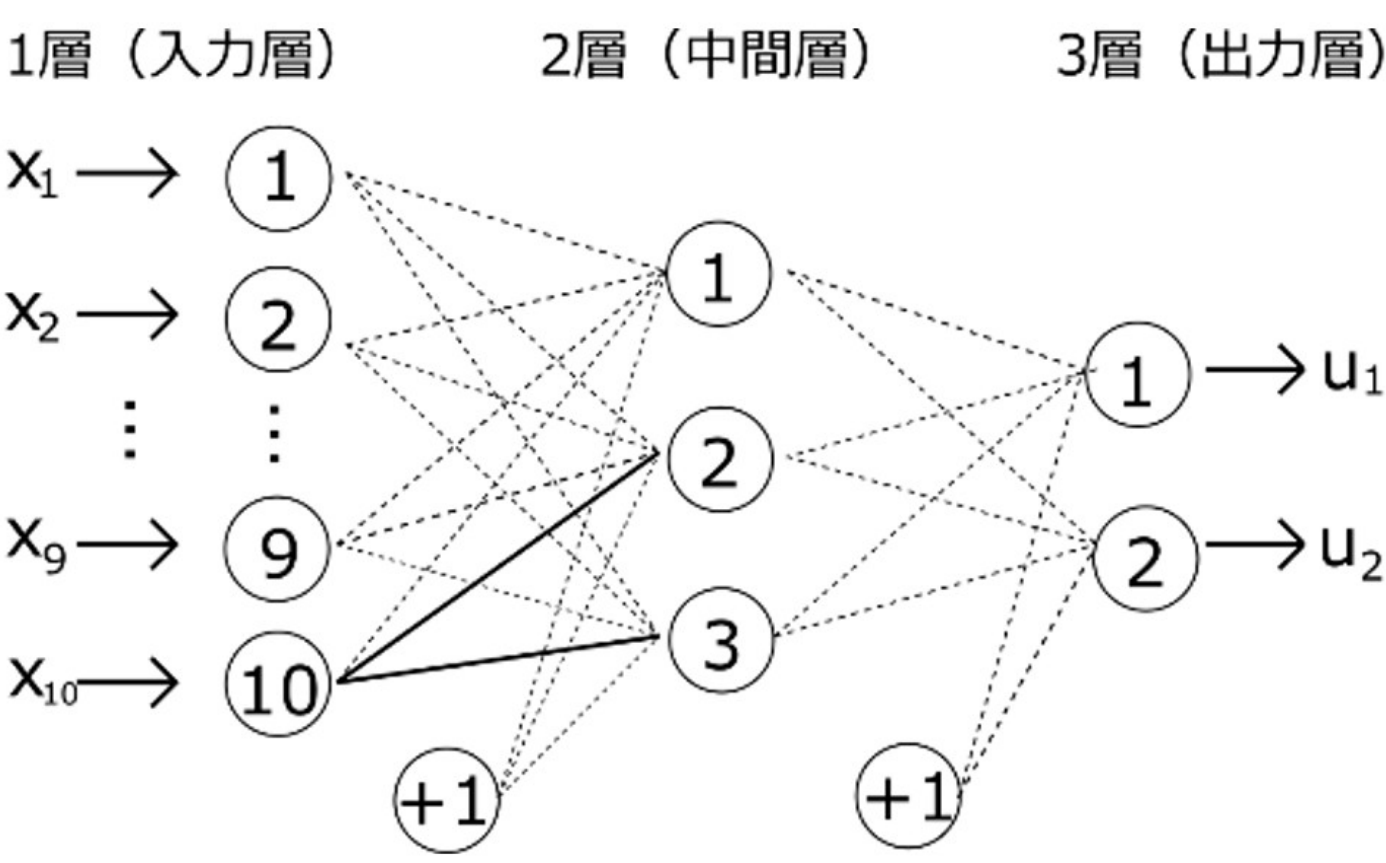 1層（入力層） 2層（中間層） 3層（出力層）
x₁ 1
1
x₂ 2
1 u₁
⋮ ⋮
2
x₉ 9
2 u₂
3
x₁₀ 10
+1 +1